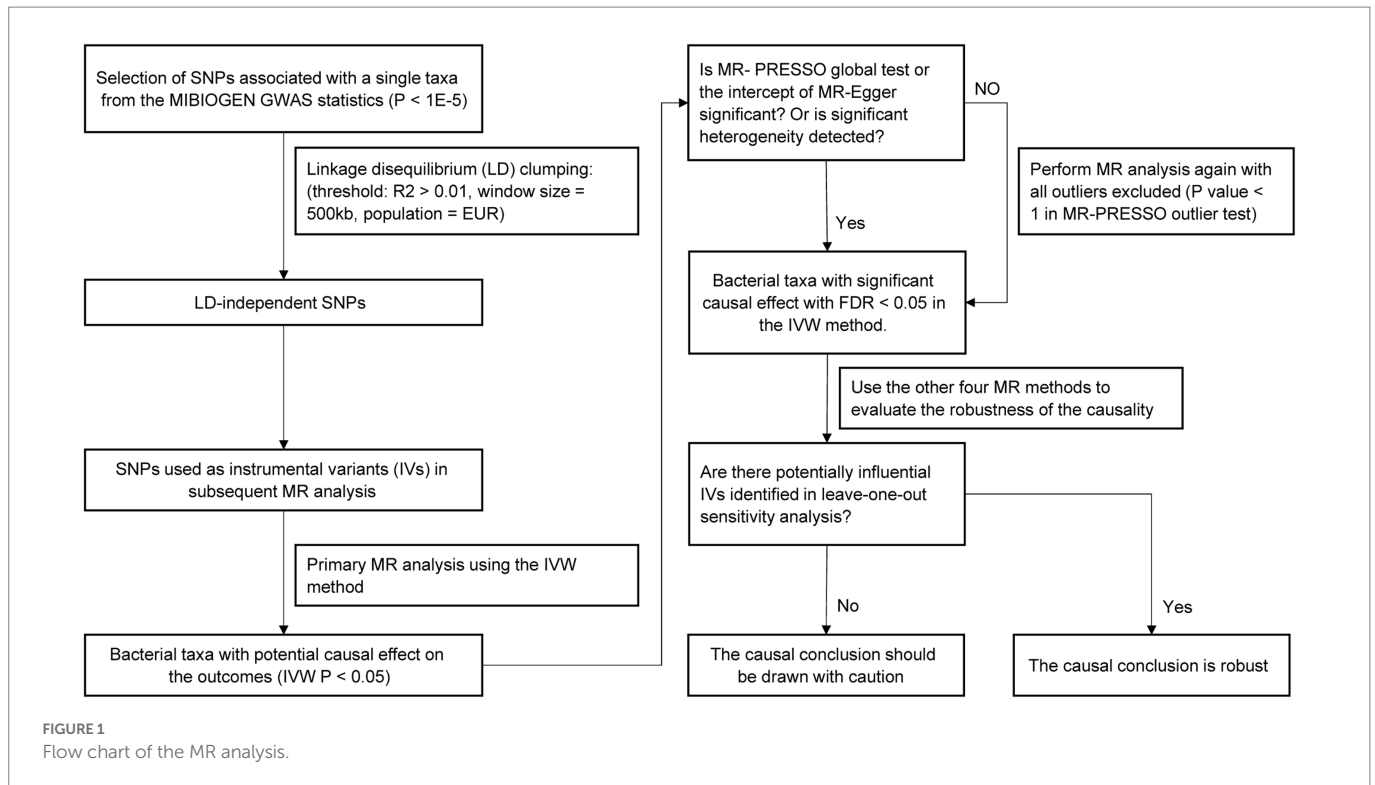 Selection of SNPs associated with a single taxa
from the MIBIOGEN GWAS statistics (P < 1E-5)
Linkage disequilibrium (LD) clumping:
(threshold: R2 > 0.01, window size =
500kb, population = EUR)
LD-independent SNPs
SNPs used as instrumental variants (IVs) in
subsequent MR analysis
Primary MR analysis using the IVW
method
Bacterial taxa with potential causal effect on
the outcomes (IVW P < 0.05)
Is MR- PRESSO global test or
the intercept of MR-Egger
significant? Or is significant
heterogeneity detected?
NO
Perform MR analysis again with
all outliers excluded (P value <
1 in MR-PRESSO outlier test)
Yes
Bacterial taxa with significant
causal effect with FDR < 0.05 in
the IVW method.
Use the other four MR methods to
evaluate the robustness of the causality
Are there potentially influential
IVs identified in leave-one-out
sensitivity analysis?
No
Yes
The causal conclusion should
be drawn with caution
The causal conclusion is robust
FIGURE 1
Flow chart of the MR analysis.